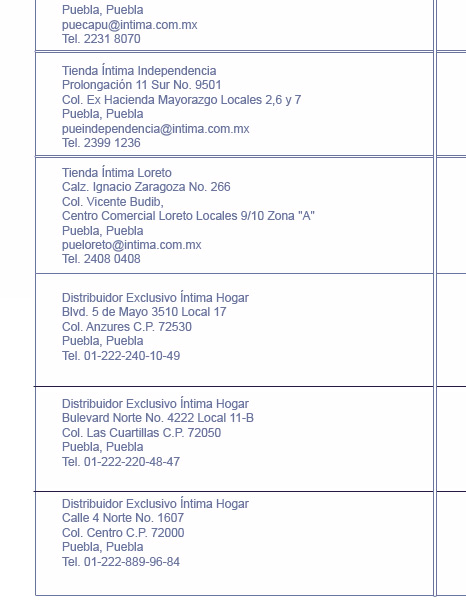 Puebla, Puebla
puecapu@intima.com.mx
Tel. 2231 8070
Tienda Íntima Independencia
Prolongación 11 Sur No. 9501
Col. Ex Hacienda Mayorazgo Locales 2,6 y 7
Puebla, Puebla
pueindependencia@intima.com.mx
Tel. 2399 1236
Tienda Íntima Loreto
Calz. Ignacio Zaragoza No. 266
Col. Vicente Budib,
Centro Comercial Loreto Locales 9/10 Zona "A"
Puebla, Puebla
pueloreto@intima.com.mx
Tel. 2408 0408
Distribuidor Exclusivo Íntima Hogar
Blvd. 5 de Mayo 3510 Local 17
Col. Anzures C.P. 72530
Puebla, Puebla
Tel. 01-222-240-10-49
Distribuidor Exclusivo Íntima Hogar
Bulevard Norte No. 4222 Local 11-B
Col. Las Cuartillas C.P. 72050
Puebla, Puebla
Tel. 01-222-220-48-47
Distribuidor Exclusivo Íntima Hogar
Calle 4 Norte No. 1607
Col. Centro C.P. 72000
Puebla, Puebla
Tel. 01-222-889-96-84